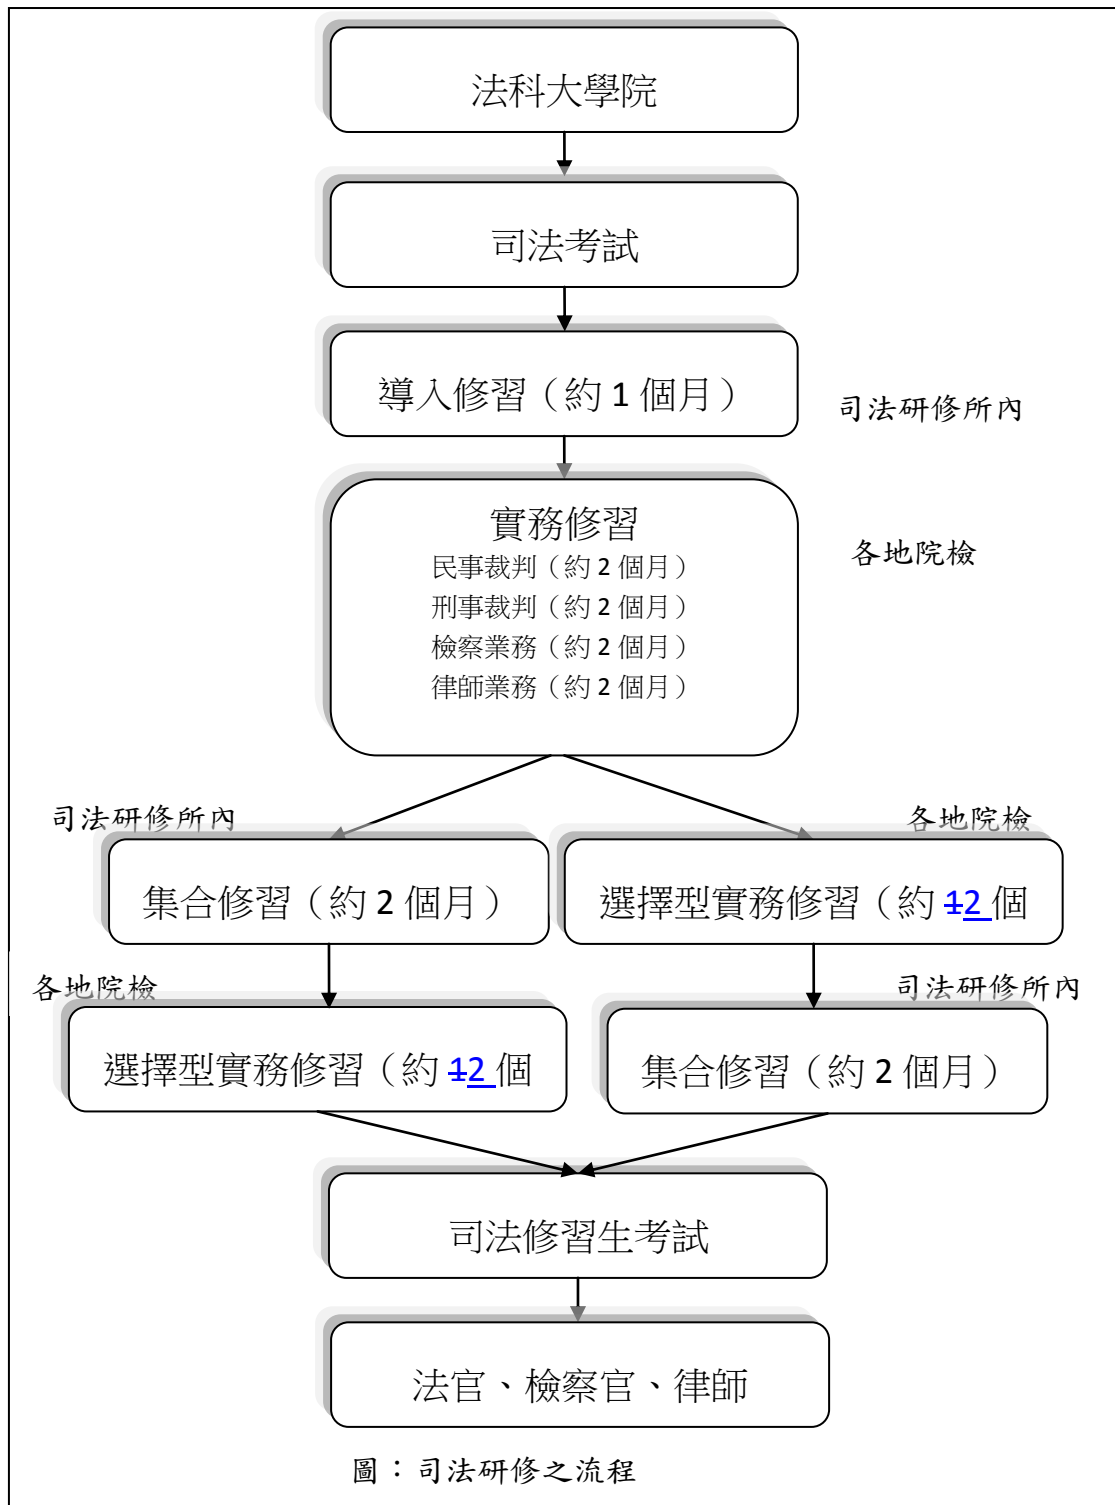 法科大學院
司法考試
導入修習（約 1 個月）
司法研修所內
實務修習
各地院檢
民事裁判（約 2 個月）
刑事裁判（約 2 個月）
檢察業務（約 2 個月）
律師業務（約 2 個月）
司法研修所內
各地院檢
集合修習（約 2 個月）
選擇型實務修習（約 12 個
各地院檢
司法研修所內
選擇型實務修習（約 12 個
集合修習（約 2 個月）
司法修習生考試
法官、檢察官、律師
圖：司法研修之流程